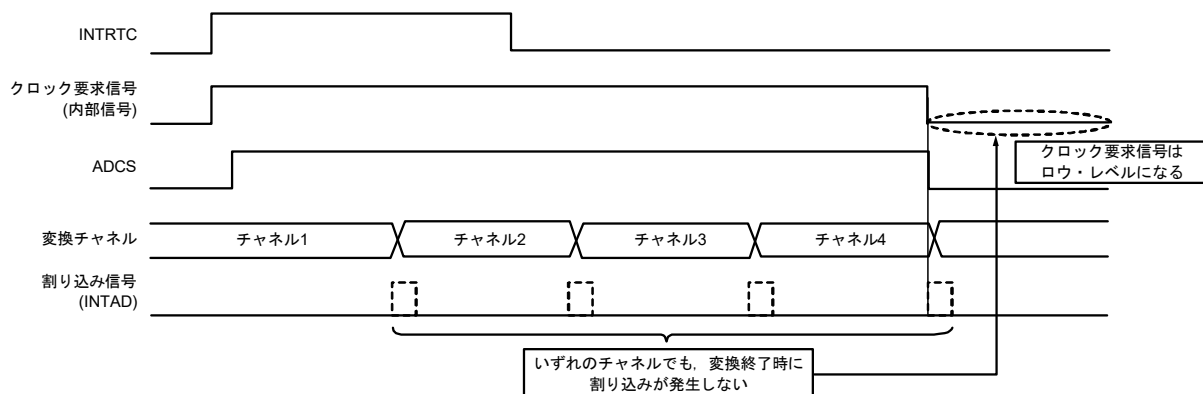 INTRTC
クロック要求信号
(内部信号)
クロック要求信号は
ロウ・レベルになる
ADCS
変換チャネル
チャネル1
チャネル2
チャネル3
チャネル4
割り込み信号
(INTAD)
いずれのチャネルでも，変換終了時に
割り込みが発生しない